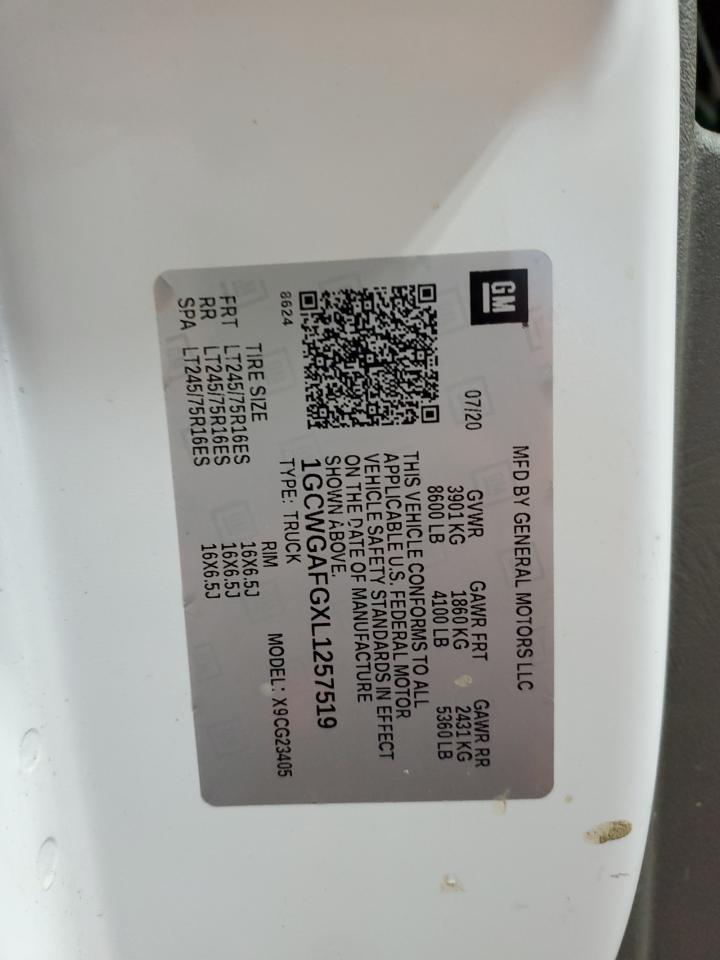 GM
MFD BY GENERAL MOTORS LLC
07/20
GVWR GAWR FRT GAWR RR
3901 KG 1860 KG 2431 KG
8600 LB 4100 LB 5360 LB
THIS VEHICLE CONFORMS TO ALL
APPLICABLE U.S. FEDERAL MOTOR
VEHICLE SAFETY STANDARDS IN EFFECT
ON THE DATE OF MANUFACTURE
SHOWN ABOVE.
1GCWGAFGXL1257519
TYPE: TRUCK
MODEL: X9CG23405
8624
TIRE SIZE RIM
FRT LT245/75R16ES 16X6.5J
RR LT245/75R16ES 16X6.5J
SPA LT245/75R16ES 16X6.5J